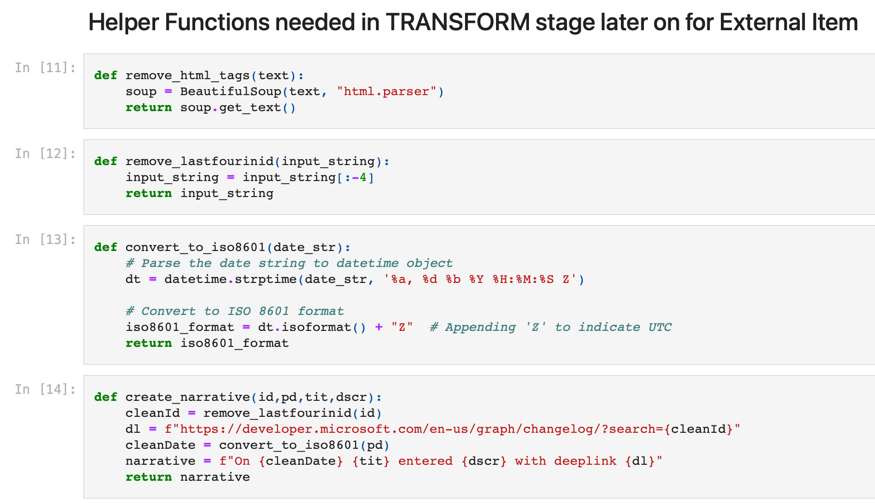 Helper Functions needed in TRANSFORM stage later on for External Item
In [11]:
def remove_html_tags(text):
    soup = BeautifulSoup(text, "html.parser")
    return soup.get_text()
In [12]:
def remove_lastfourinid(input_string):
    input_string = input_string[:-4]
    return input_string
In [13]:
def convert_to_iso8601(date_str):
    # Parse the date string to datetime object
    dt = datetime.strptime(date_str, '%a, %d %b %Y %H:%M:%S Z')
    # Convert to ISO 8601 format
    iso8601_format = dt.isoformat() + "Z"  # Appending 'Z' to indicate UTC
    return iso8601_format
In [14]:
def create_narrative(id,pd,tit,dscr):
    cleanId = remove_lastfourinid(id)
    dl = f"https://developer.microsoft.com/en-us/graph/changelog/?search={cleanId}"
    cleanDate = convert_to_iso8601(pd)
    narrative = f"On {cleanDate} {tit} entered {dscr} with deeplink {dl}"
    return narrative